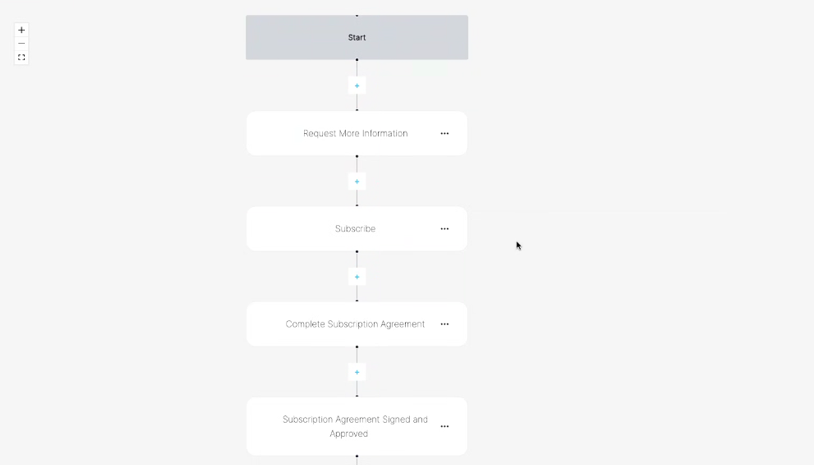 Start
Request More Information
Subscribe
Complete Subscription Agreement
Subscription Agreement Signed and
Approved